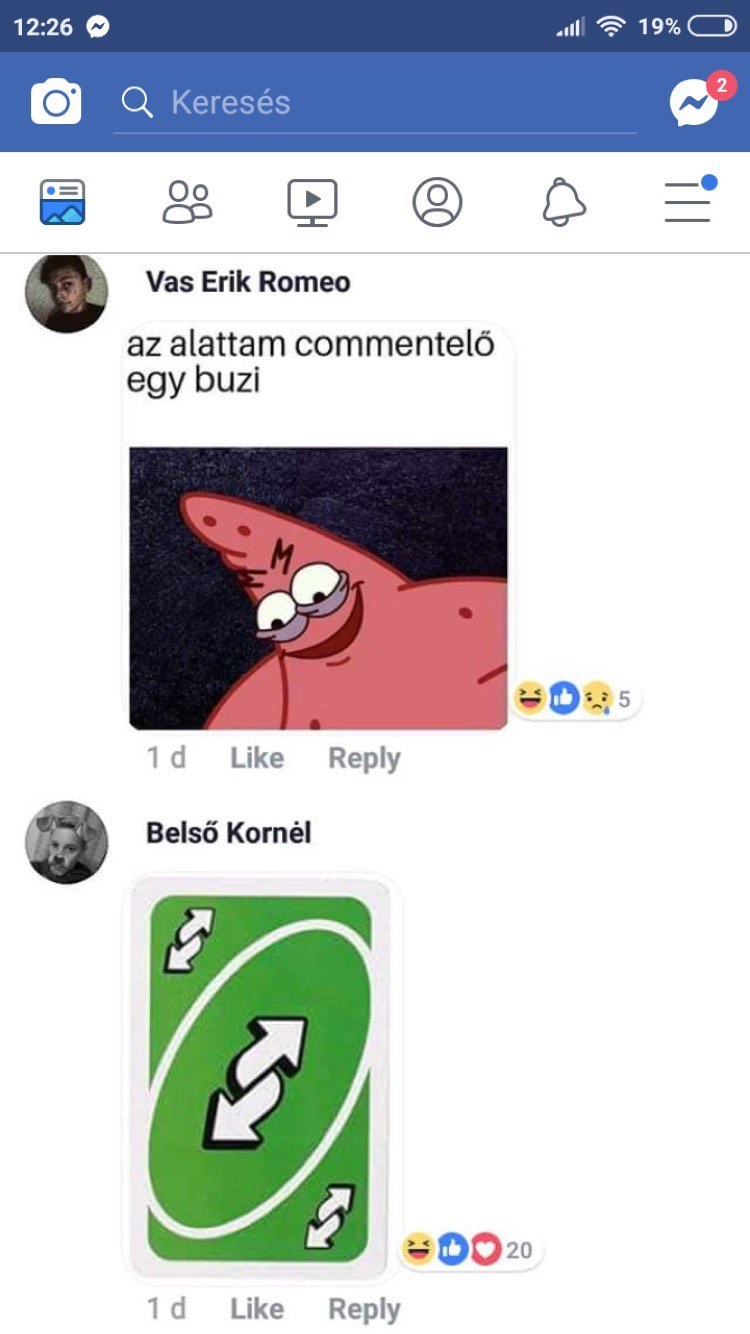 12:26
19%
Keresés
2
Vas Erik Romeo
az alattam commentelő
egy buzi
5
1 d Like Reply
Belső Kornél
20
1 d Like Reply